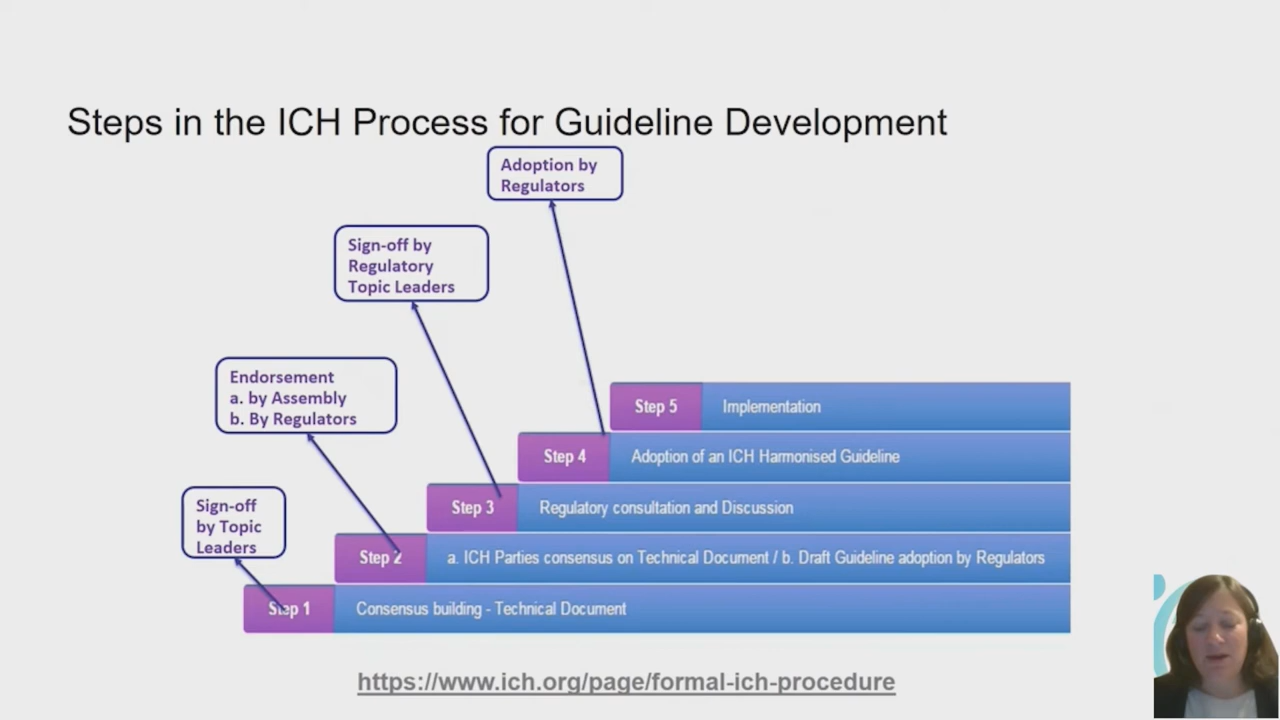 Steps in the ICH Process for Guideline Development
Adoption by
Regulators
Sign-off by
Regulatory
Topic Leaders
Endorsement
a. by Assembly
b. By Regulators
Sign-off
by Topic
Leaders
Step 5 Implementation
Step 4 Adoption of an ICH Harmonised Guideline
Step 3 Regulatory consultation and Discussion
Step 2 a. ICH Parties consensus on Technical Document / b. Draft Guideline adoption by Regulators
Step 1 Consensus building - Technical Document
https://www.ich.org/page/formal-ich-procedure